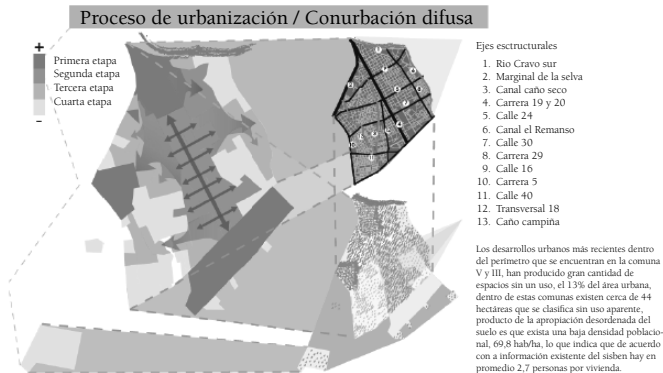 Proceso de urbanización / Conurbación difusa
+
Primera etapa
Segunda etapa
Tercera etapa
Cuarta etapa
-
Ejes esctructurales
1. Rio Cravo sur
2. Marginal de la selva
3. Canal caño seco
4. Carrera 19 y 20
5. Calle 24
6. Canal el Remanso
7. Calle 30
8. Carrera 29
9. Calle 16
10. Carrera 5
11. Calle 40
12. Transversal 18
13. Caño campiña
Los desarrollos urbanos más recientes dentro
del perímetro que se encuentran en la comuna
V y III, han producido gran cantidad de
espacios sin un uso, el 13% del área urbana,
dentro de estas comunas existen cerca de 44
hectáreas que se clasifica sin uso aparente,
producto de la apropiación desordenada del
suelo es que exista una baja densidad poblacio-
nal, 69,8 hab/ha, lo que indica que de acuerdo
con a información existente del sisben hay en
promedio 2,7 personas por vivienda.